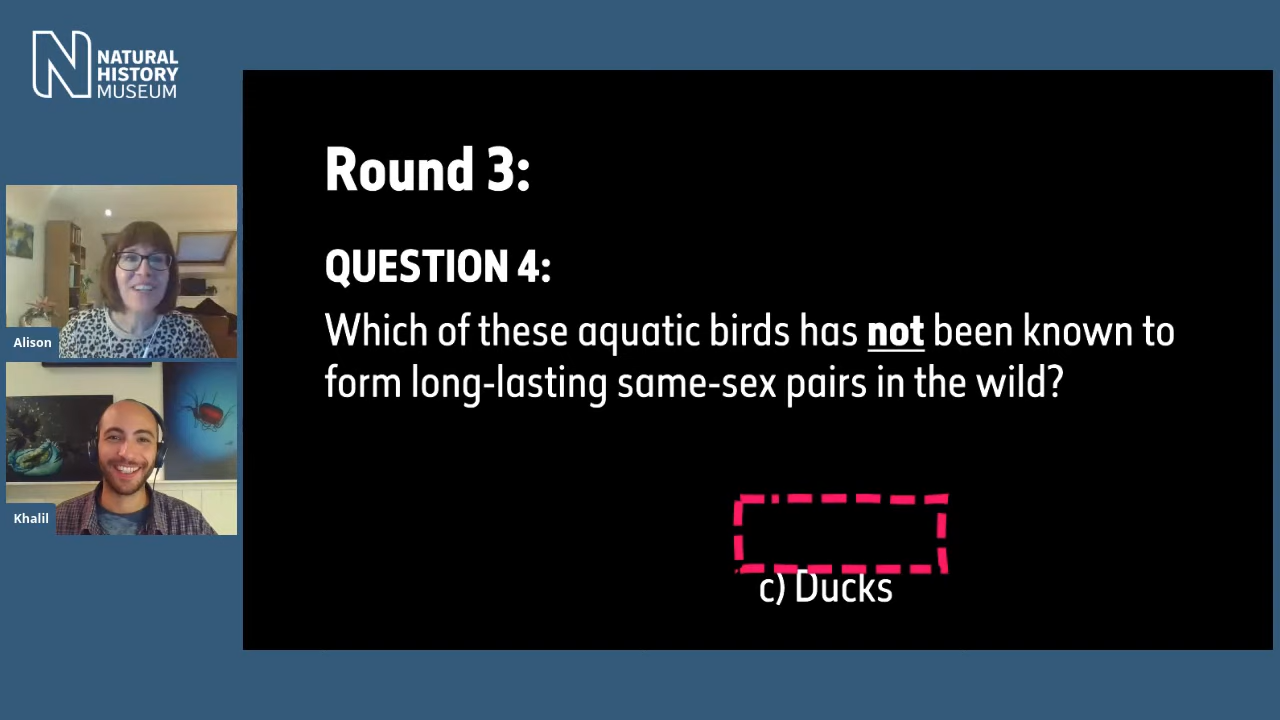 NATURAL
HISTORY
MUSEUM
Round 3:
QUESTION 4:
Which of these aquatic birds has not been known to
form long-lasting same-sex pairs in the wild?
Alison
Khalil
c) Ducks